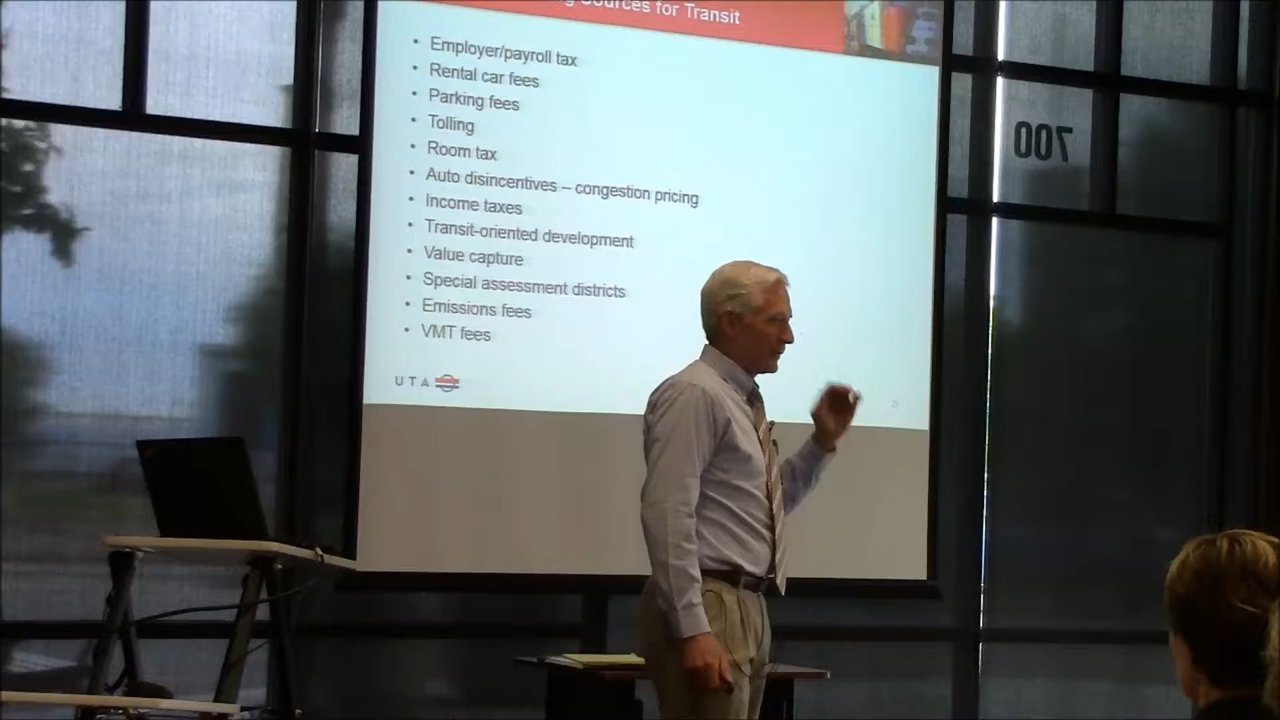 Sources for Transit
• Employer/payroll tax
• Rental car fees
• Parking fees
• Tolling
• Room tax
• Auto disincentives – congestion pricing
• Income taxes
• Transit-oriented development
• Value capture
• Special assessment districts
• Emissions fees
• VMT fees
UTA
700